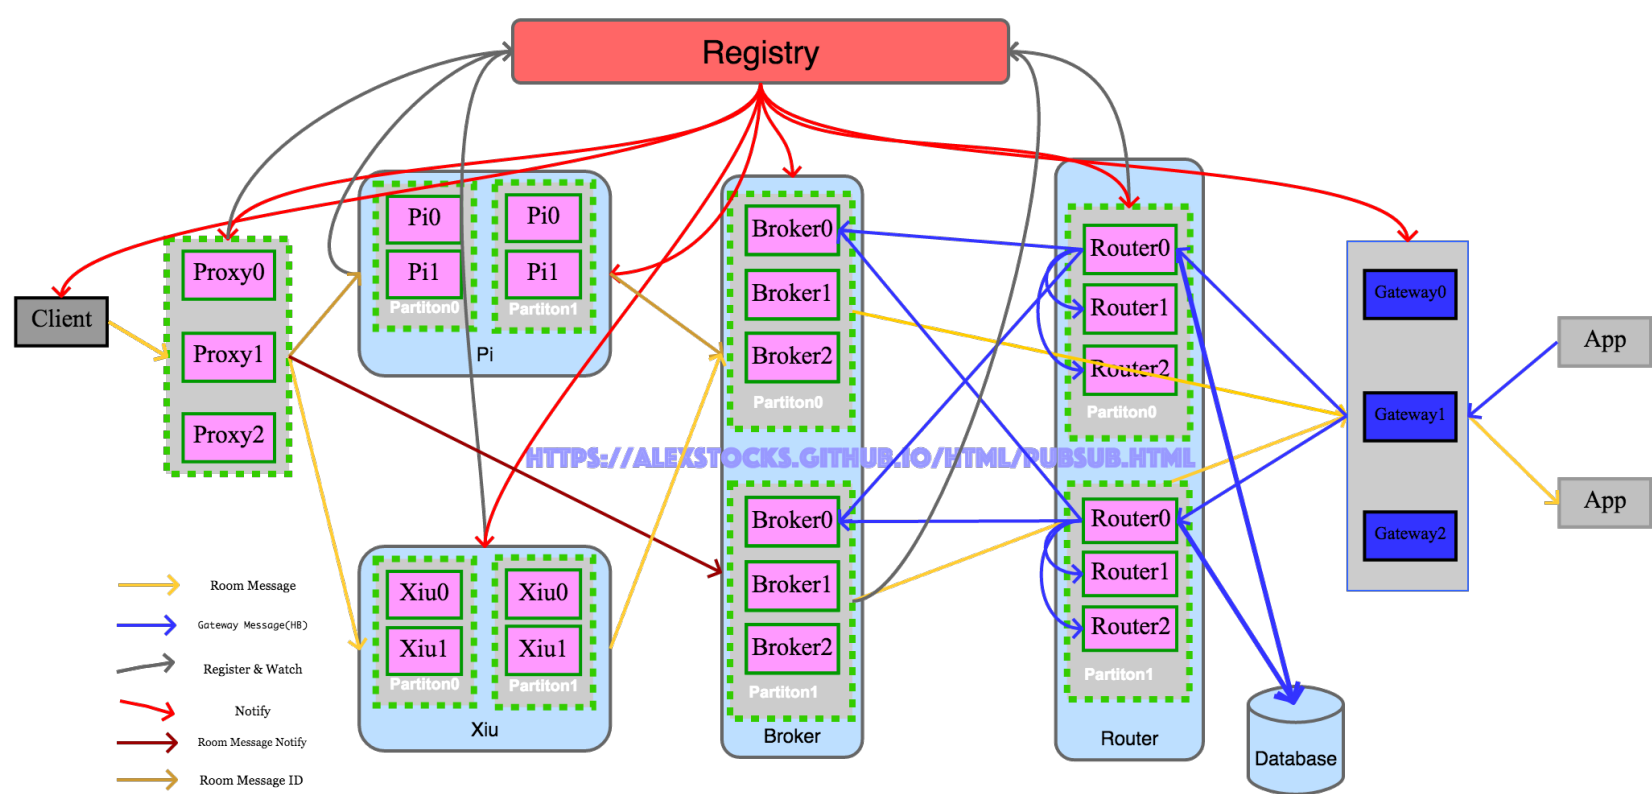 Registry
Pi0
Pi1
Partiton0
Pi0
Pi1
Partiton1
Pi
Proxy0
Proxy1
Proxy2
Client
Broker0
Broker1
Broker2
Partiton0
Broker0
Broker1
Broker2
Partiton1
Broker
Router0
Router1
Router2
Partiton0
Router0
Router1
Router2
Partiton1
Router
Gateway0
Gateway1
Gateway2
App
App
HTTPS://ALEXSTOCKS.GITHUB.IO/HTML/PUBSUB.HTML
Xiu0
Xiu1
Partiton0
Xiu0
Xiu1
Partiton1
Xiu
Database
Room Message
Gateway Message(HB)
Register & Watch
Notify
Room Message Notify
Room Message ID